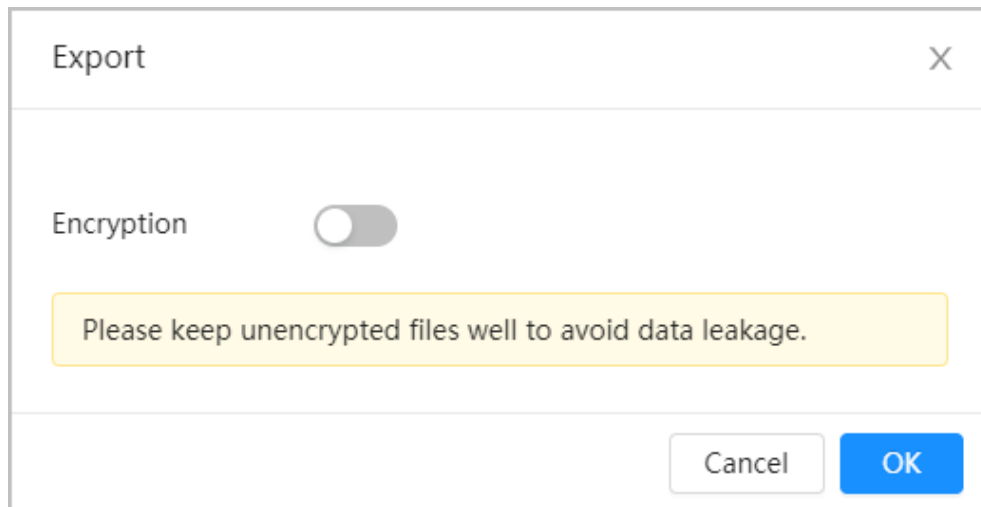 Export
Encryption
Please keep unencrypted files well to avoid data leakage.
Cancel OK